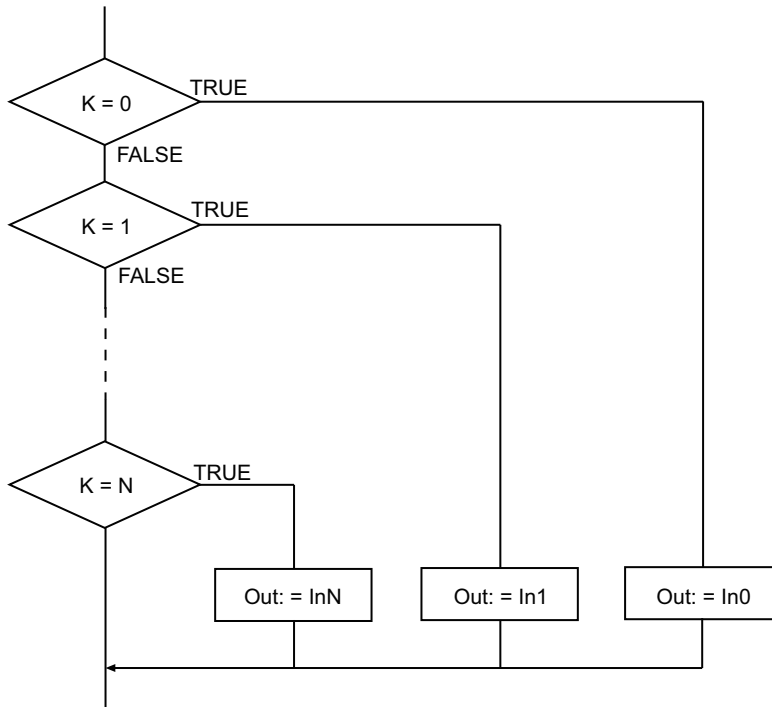 TRUE
K = 0
FALSE
TRUE
K = 1
FALSE
TRUE
K = N
Out: = InN
Out: = In1
Out: = In0